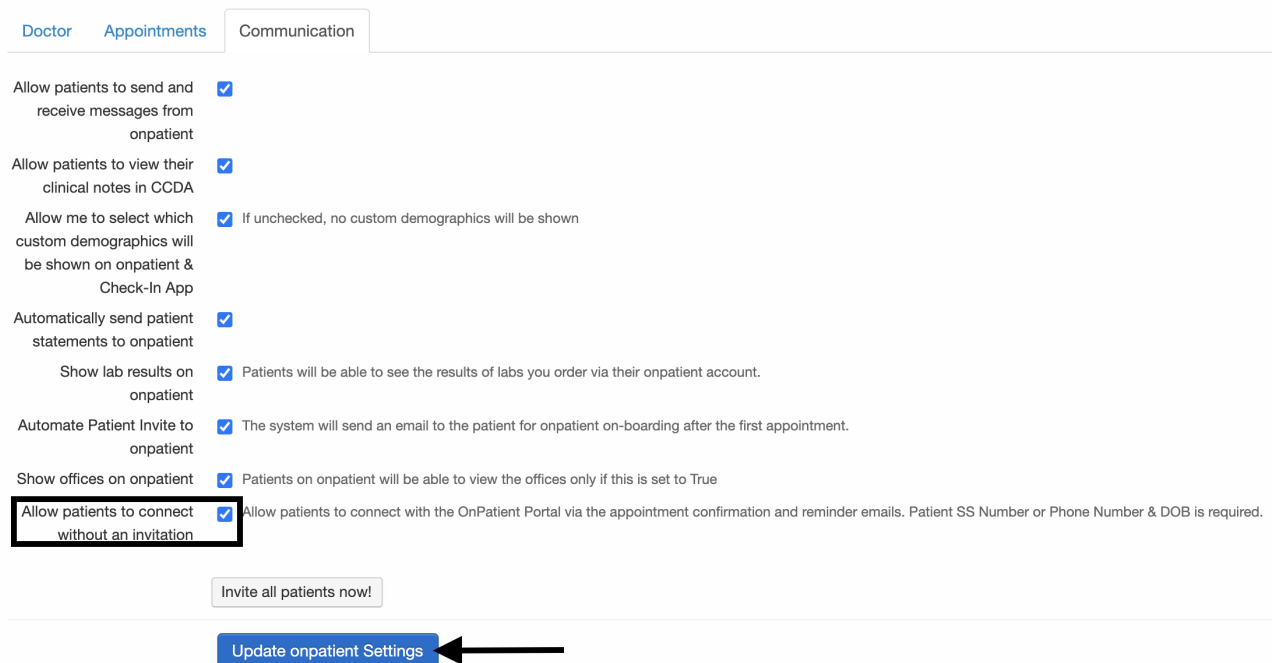 Doctor
Appointments
Communication
Allow patients to send and
receive messages from
onpatient
Allow patients to view their
clinical notes in CCDA
Allow me to select which
custom demographics will
be shown on onpatient &
Check-In App
If unchecked, no custom demographics will be shown
Automatically send patient
statements to onpatient
Show lab results on
onpatient
Patients will be able to see the results of labs you order via their onpatient account.
Automate Patient Invite to
onpatient
The system will send an email to the patient for onpatient on-boarding after the first appointment.
Show offices on onpatient
Patients on onpatient will be able to view the offices only if this is set to True
Allow patients to connect
without an invitation
Allow patients to connect with the OnPatient Portal via the appointment confirmation and reminder emails. Patient SS Number or Phone Number & DOB is required.
Invite all patients now!
Update onpatient Settings